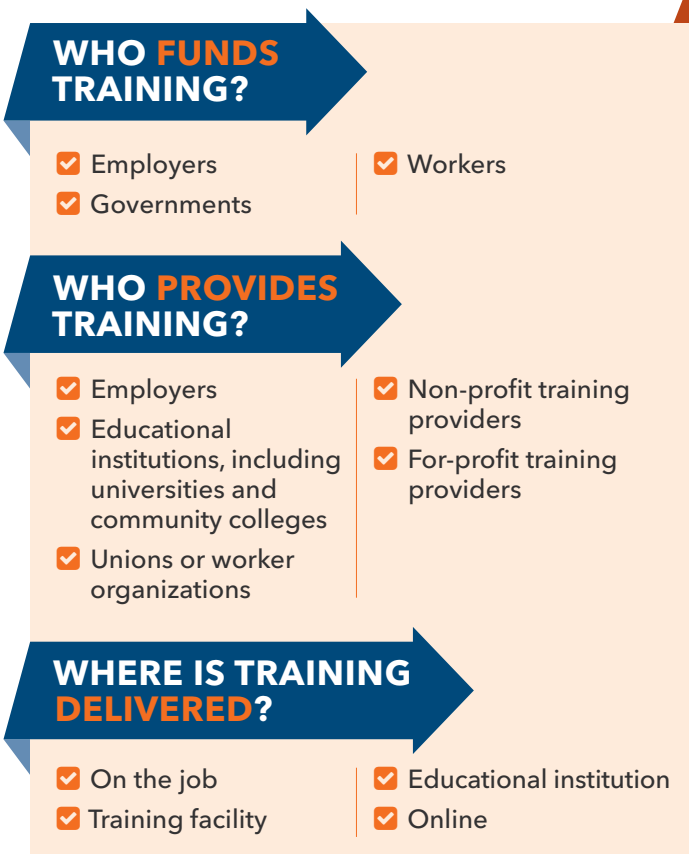 WHO FUNDS
TRAINING?
Employers
Governments
Workers
WHO PROVIDES
TRAINING?
Employers
Educational
institutions, including
universities and
community colleges
Unions or worker
organizations
Non-profit training
providers
For-profit training
providers
WHERE IS TRAINING
DELIVERED?
On the job
Training facility
Educational institution
Online